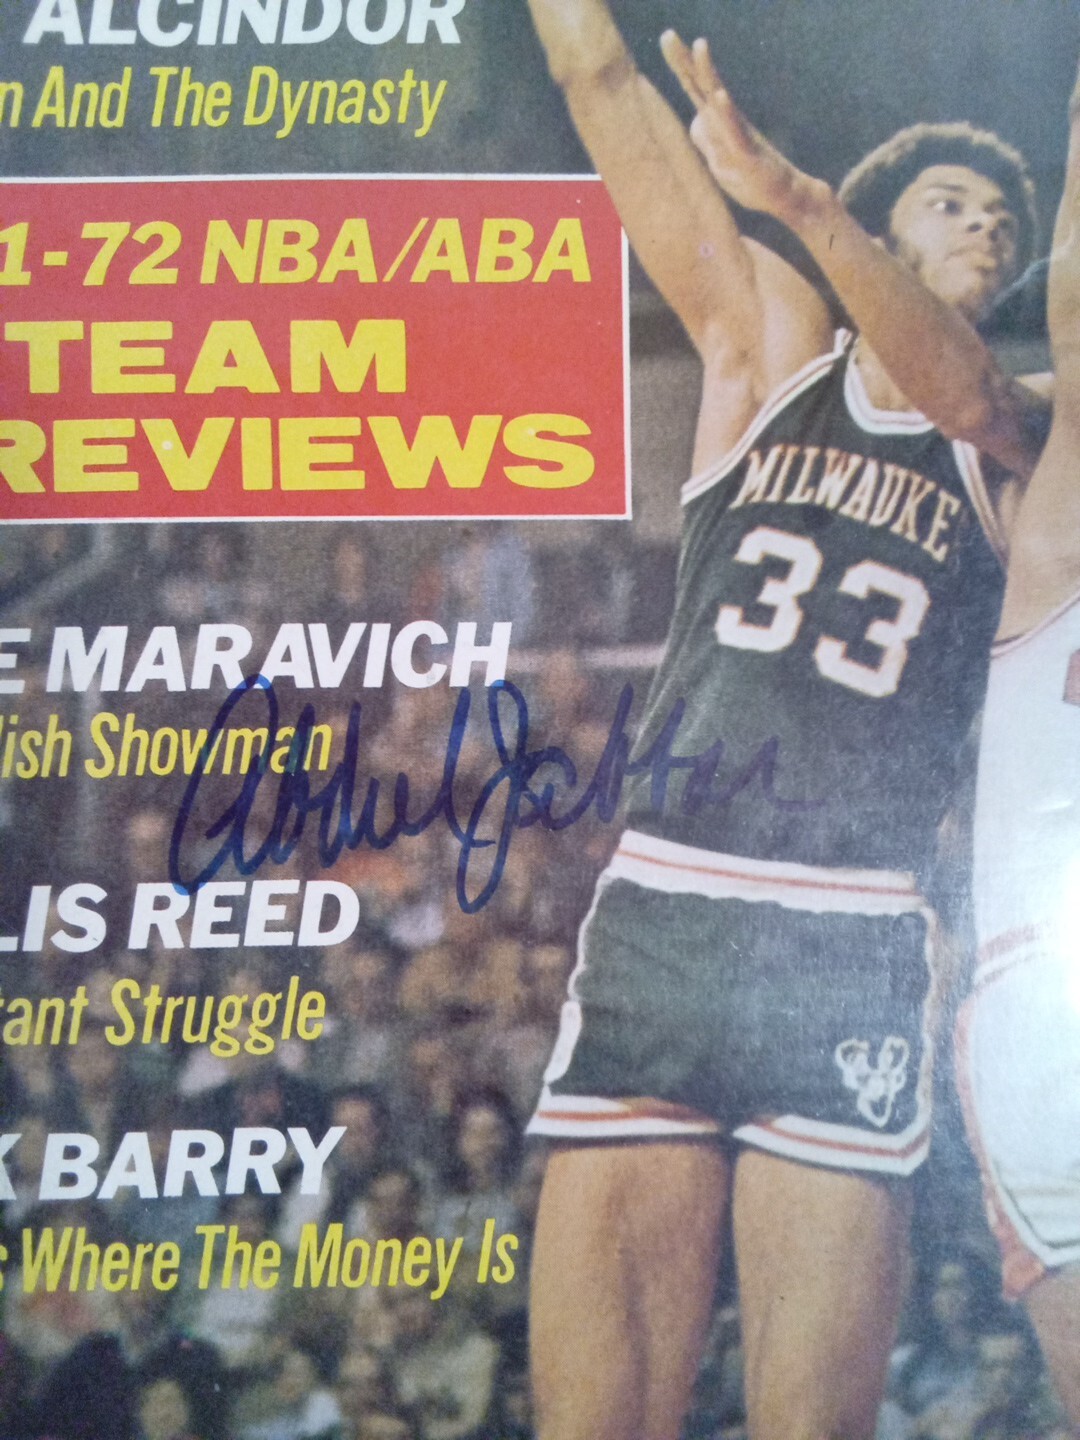 ALCINDOR
n And The Dynasty
1-72 NBA/ABA
TEAM
REVIEWS
MILWAUKE
33
E MARAVICH
lish Showman
Abdul Jabbar
LIS REED
tant Struggle
K BARRY
s Where The Money Is